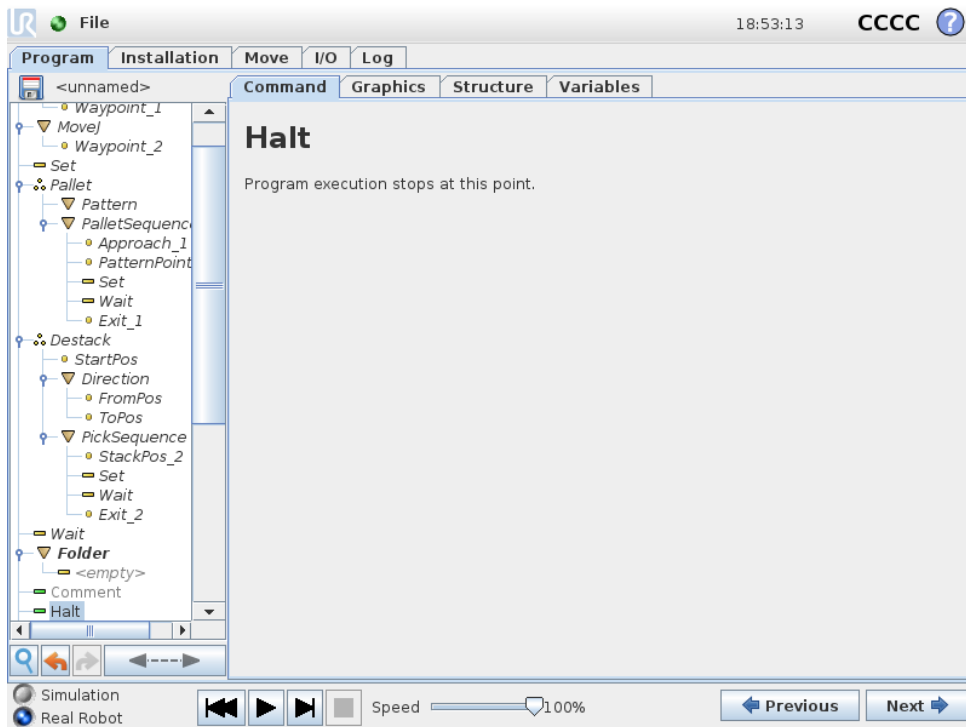 UR File 18:53:13 CCCC ?
Program Installation Move I/O Log
<unnamed> Command Graphics Structure Variables
Waypoint_1
MoveJ
Waypoint_2
Set
Pallet
Pattern
PalletSequenc
Approach_1
PatternPoint
Set
Wait
Exit_1
Destack
StartPos
Direction
FromPos
ToPos
PickSequence
StackPos_2
Set
Wait
Exit_2
Wait
Folder
<empty>
Comment
Halt
Halt
Program execution stops at this point.
Simulation
Real Robot
Speed 100%
Previous Next